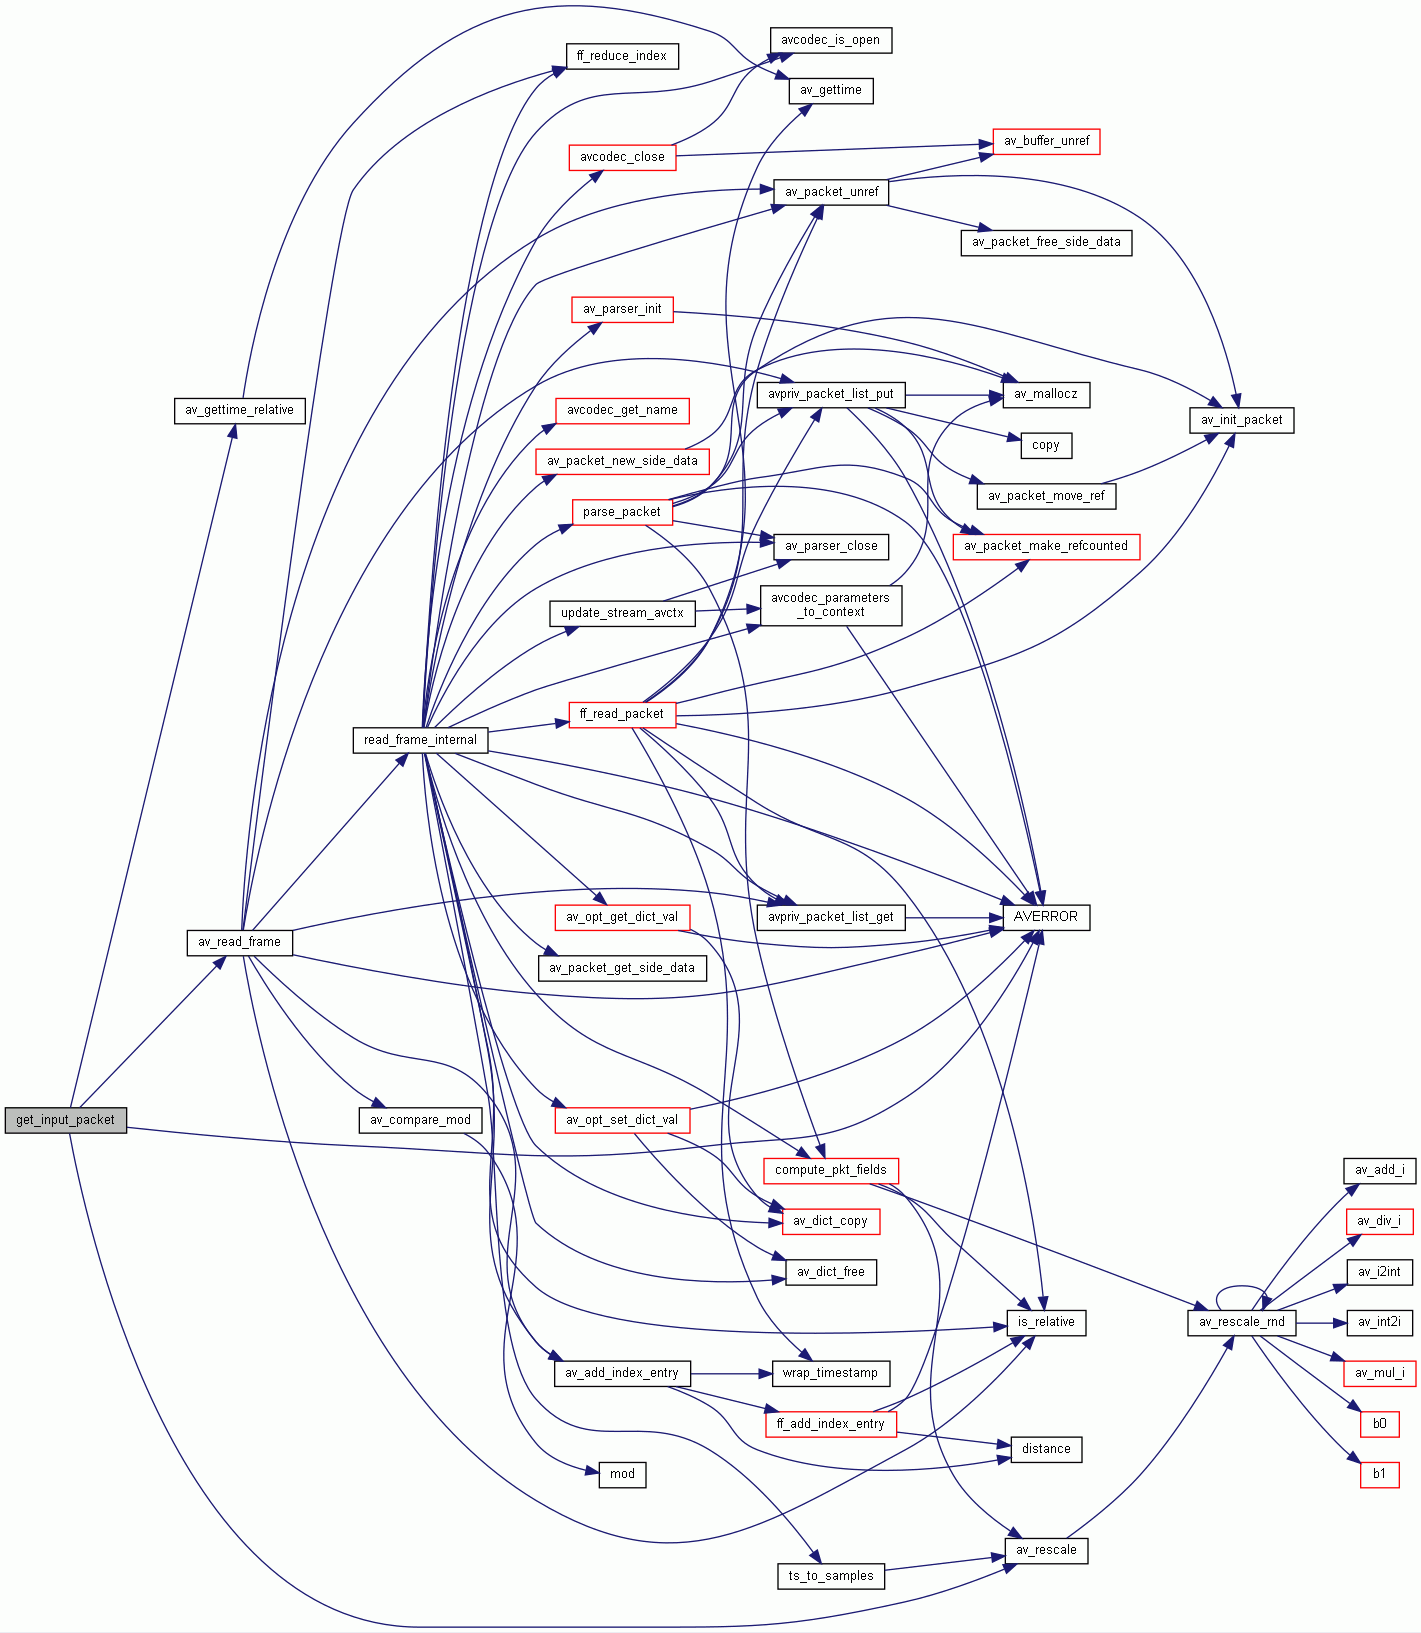 avcodec_is_open
ff_reduce_index
av_gettime
av_buffer_unref
avcodec_close
av_packet_unref
av_packet_free_side_data
av_parser_init
avpriv_packet_list_put
av_mallocz
av_gettime_relative
avcodec_get_name
av_init_packet
copy
av_packet_new_side_data
av_packet_move_ref
parse_packet
av_parser_close
av_packet_make_refcounted
update_stream_avctx
avcodec_parameters
_to_context
ff_read_packet
read_frame_internal
av_opt_get_dict_val
avpriv_packet_list_get
AVERROR
av_read_frame
av_packet_get_side_data
get_input_packet
av_compare_mod
av_opt_set_dict_val
compute_pkt_fields
av_add_i
av_dict_copy
av_div_i
av_dict_free
av_i2int
is_relative
av_rescale_rnd
av_int2i
av_add_index_entry
wrap_timestamp
av_mul_i
ff_add_index_entry
b0
distance
mod
b1
av_rescale
ts_to_samples